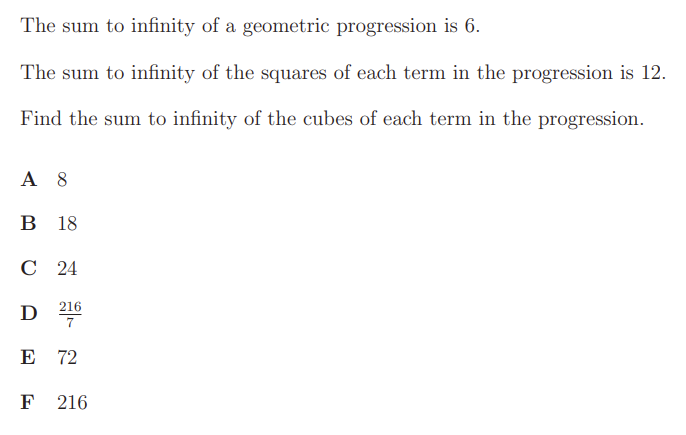 The sum to infinity of a geometric progression is 6.
The sum to infinity of the squares of each term in the progression is 12.
Find the sum to infinity of the cubes of each term in the progression.
A 8
B 18
C 24
D 216/7
E 72
F 216